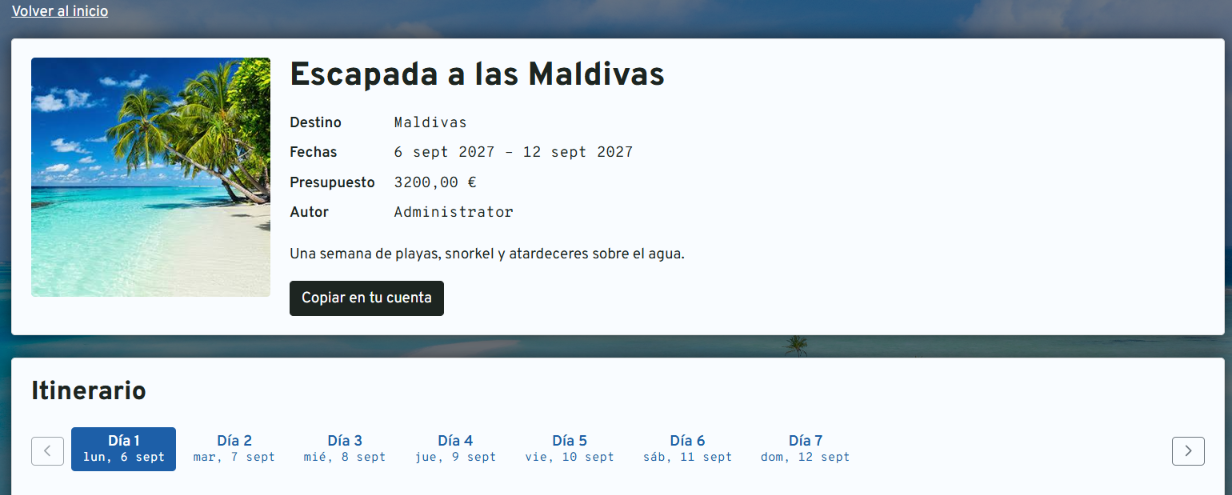 Volver al inicio
Escapada a las Maldivas
Destino Maldivas
Fechas 6 sept 2027 – 12 sept 2027
Presupuesto 3200,00 €
Autor Administrator
Una semana de playas, snorkel y atardeceres sobre el agua.
Copiar en tu cuenta
Itinerario
Día 1 Día 2 Día 3 Día 4 Día 5 Día 6 Día 7
lun, 6 sept mar, 7 sept mié, 8 sept jue, 9 sept vie, 10 sept sáb, 11 sept dom, 12 sept